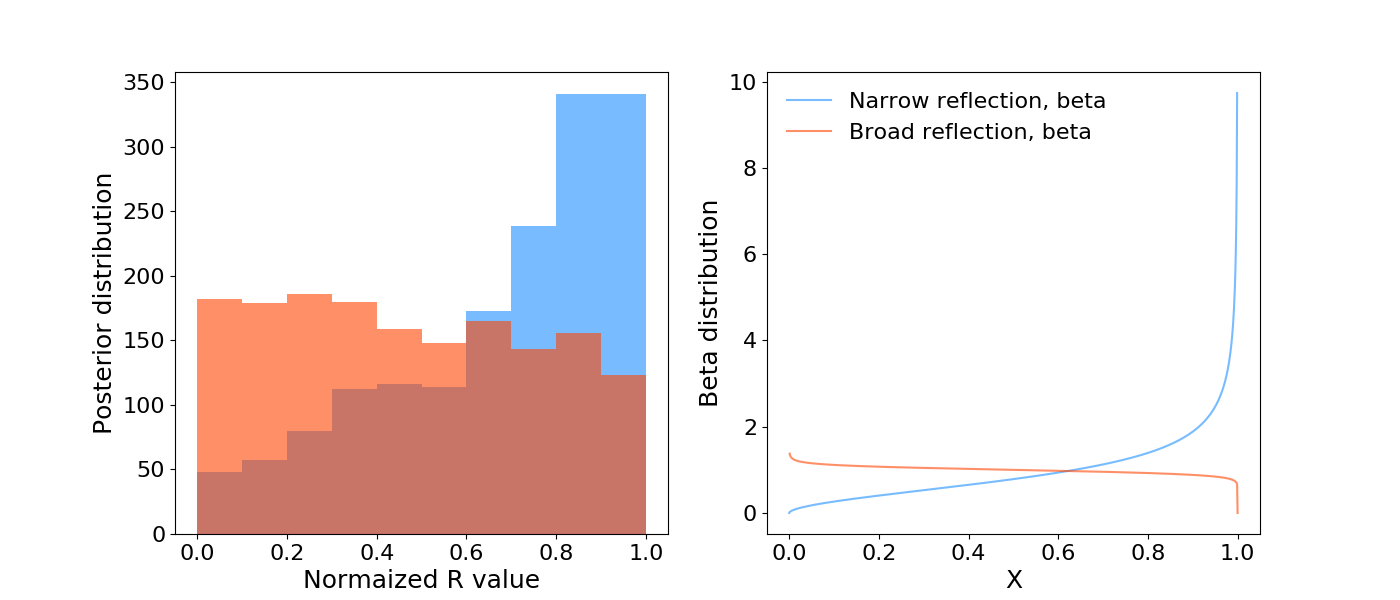 350
300
250
200
150
100
50
0
Posterior distribution
0.0 0.2 0.4 0.6 0.8 1.0
Normaized R value
10
8
6
4
2
0
Beta distribution
Narrow reflection, beta
Broad reflection, beta
0.0 0.2 0.4 0.6 0.8 1.0
X